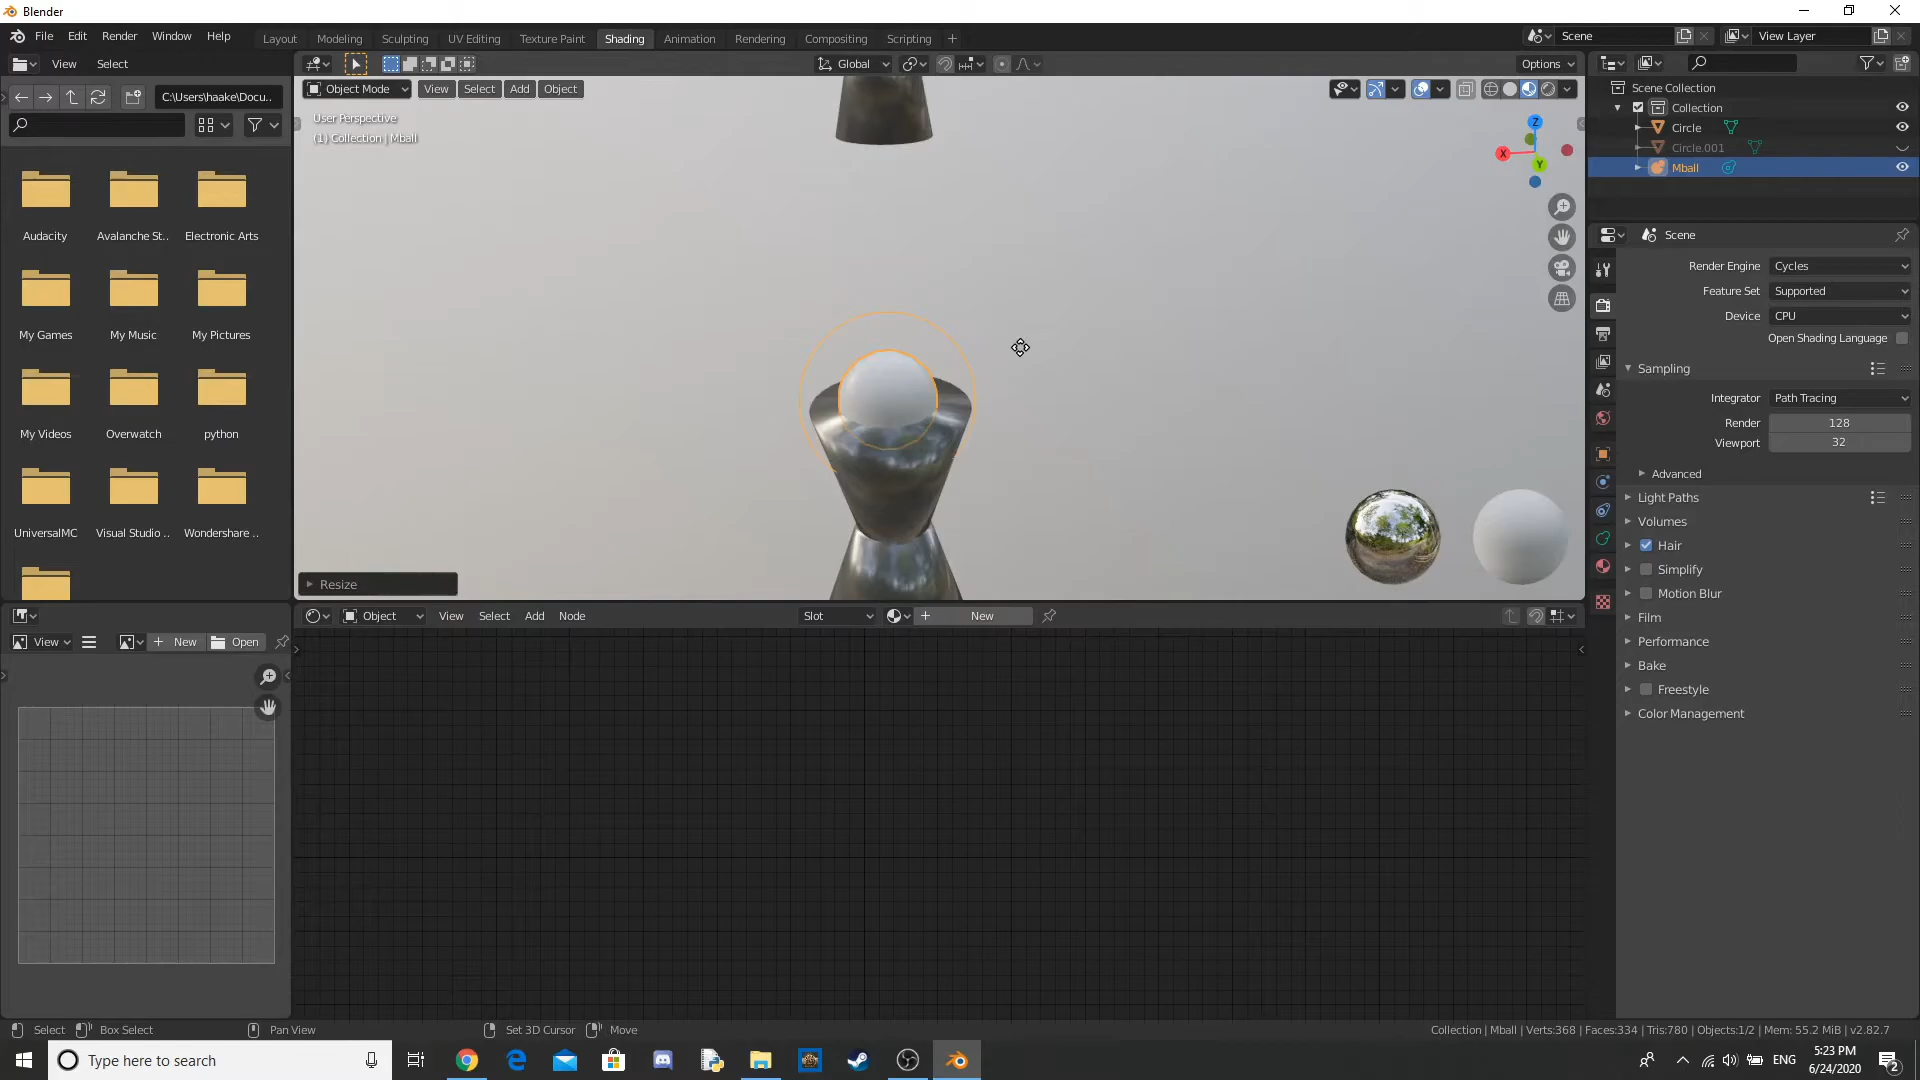 Blender
File Edit Render Window Help
Layout Modeling Sculpting UV Editing Texture Paint Shading Animation Rendering Compositing Scripting
Scene
View Layer
View Select
Global
Options
C:\Users\haake\Docu..
Object Mode View Select Add Object
User Perspective
(1) Collection | Mball
Z
X
Y
Audacity Avalanche St.. Electronic Arts
My Games My Music My Pictures
My Videos Overwatch python
UniversalMC Visual Studio .. Wondershare ..
Resize
Scene Collection
Collection
Circle
Circle.001
Mball
Scene
Render Engine Cycles
Feature Set Supported
Device CPU
Open Shading Language
Sampling
Integrator Path Tracing
Render 128
Viewport 32
Advanced
Light Paths
Volumes
Hair
Simplify
Motion Blur
Film
Performance
Bake
Freestyle
Color Management
Object View Select Add Node Slot New
View New Open
Select Box Select Pan View Set 3D Cursor Move
Collection | Mball | Verts:368 | Faces:334 | Tris:780 | Objects:1/2 | Mem: 55.2 MiB | v2.82.7
Type here to search
ENG
5:23 PM
6/24/2020
2